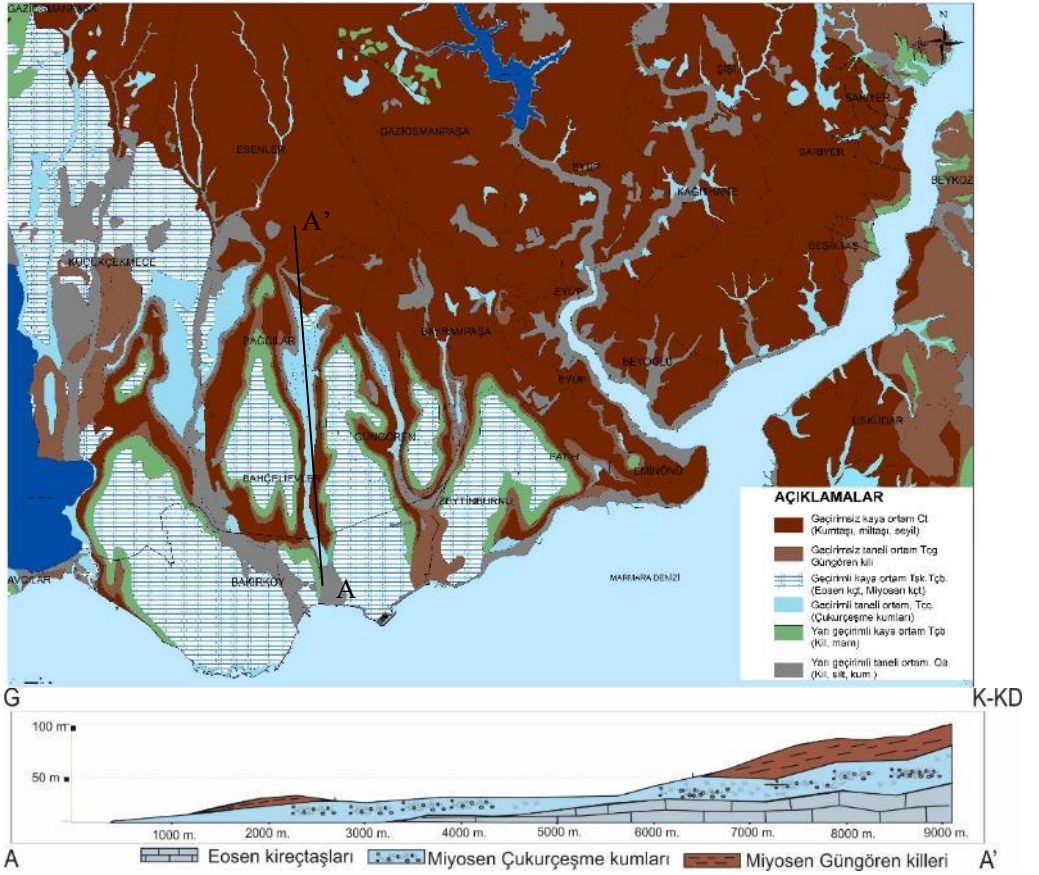 GAZİOSMANPAŞA
N
ŞİŞLİ
SARIYER
GAZİOSMANPAŞA
ESENLER
SARIYER
EYÜP
BEYKOZ
KAĞITHANE
A'
BEŞİKTAŞ
KÜÇÜKÇEKMECE
EYÜP
BAYRAMPAŞA
BAĞCILAR
BEYOĞLU
EYÜP
ÜSKÜDAR
GÜNGÖREN
FATİH
EMİNÖNÜ
BAHÇELİEVLER
ZEYTİNBURNU
AVCILAR
BAKIRKÖY
A
MARMARA DENİZİ
AÇIKLAMALAR
Geçirimsiz kaya ortam Ct
(Kumtaşı, miltaşı, şeyil)
Geçirimsiz taneli ortam Tçg
Güngören kili
Geçirimli kaya ortam Tsk, Tçb.
(Eosen kçt, Miyosen kçt)
Geçirimli taneli ortam, Tçç,
(Çukurçeşme kumları)
Yarı geçirimli kaya ortam Tçb
(Kil, marn)
Yarı geçirimli taneli ortam. Qa.
(Kil, silt, kum )
G
K-KD
100 m
50 m
1000 m.
2000 m.
3000 m.
4000 m.
5000 m.
6000 m.
7000 m.
8000 m.
9000 m.
A
Eosen kireçtaşları
Miyosen Çukurçeşme kumları
Miyosen Güngören killeri
A'